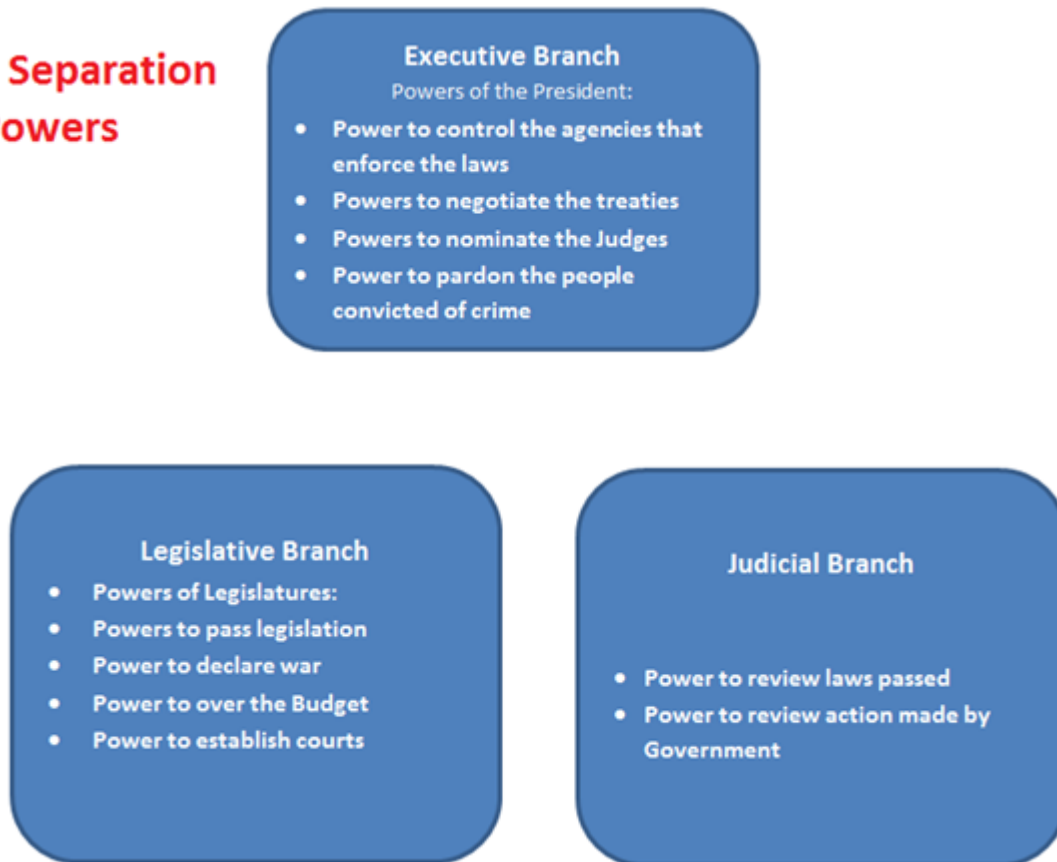 Separation
owers
Executive Branch
Powers of the President:
• Power to control the agencies that
enforce the laws
• Powers to negotiate the treaties
• Powers to nominate the Judges
• Power to pardon the people
convicted of crime
Legislative Branch
• Powers of Legislatures:
• Powers to pass legislation
• Power to declare war
• Power to over the Budget
• Power to establish courts
Judicial Branch
• Power to review laws passed
• Power to review action made by
Government